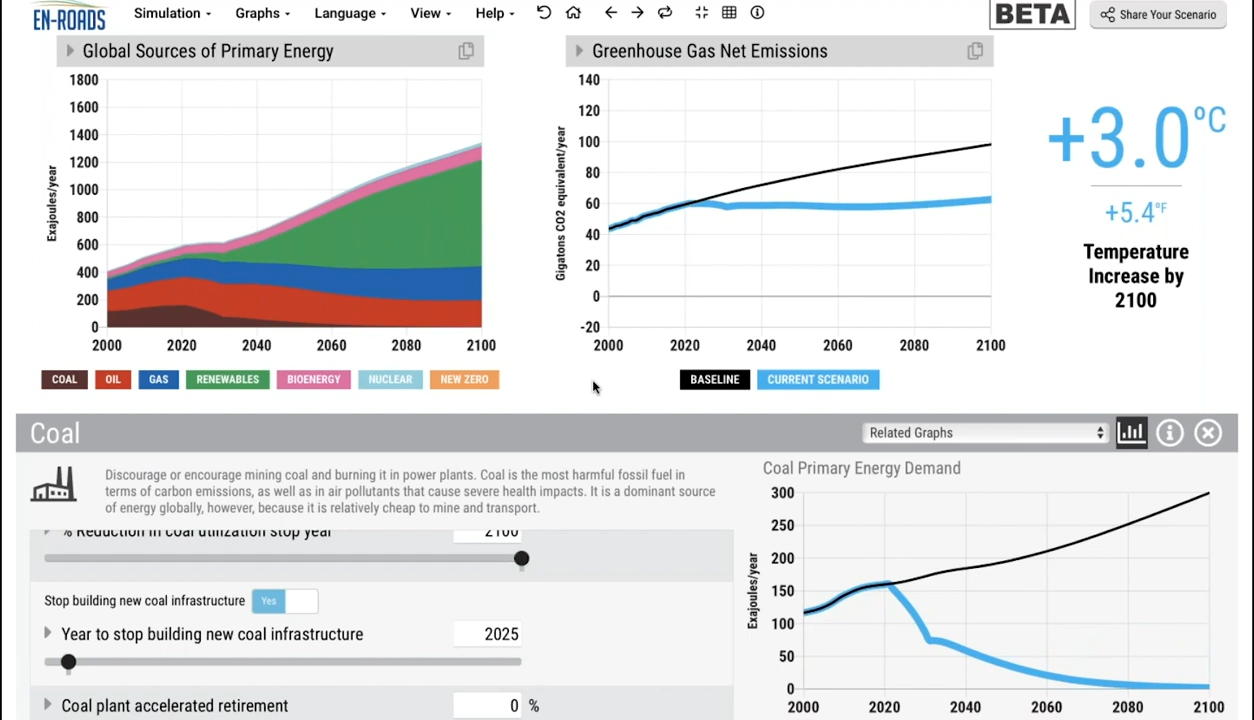 EN-ROADS
Simulation
Graphs
Language
View
Help
BETA
Share Your Scenario
Global Sources of Primary Energy
Exajoules/year
1800
1600
1400
1200
1000
800
600
400
200
0
2000 2020 2040 2060 2080 2100
COAL OIL GAS RENEWABLES BIOENERGY NUCLEAR NEW ZERO
Greenhouse Gas Net Emissions
Gigatons CO2 equivalent/year
140
120
100
80
60
40
20
0
-20
2000 2020 2040 2060 2080 2100
BASELINE CURRENT SCENARIO
+3.0°C
+5.4°F
Temperature
Increase by
2100
Coal
Related Graphs
Discourage or encourage mining coal and burning it in power plants. Coal is the most harmful fossil fuel in
terms of carbon emissions, as well as in air pollutants that cause severe health impacts. It is a dominant source
of energy globally, however, because it is relatively cheap to mine and transport.
% Reduction in coal utilization stop year 2100
Stop building new coal infrastructure Yes
Year to stop building new coal infrastructure 2025
Coal plant accelerated retirement 0 %
Coal Primary Energy Demand
Exajoules/year
300
250
200
150
100
50
0
2000 2020 2040 2060 2080 2100